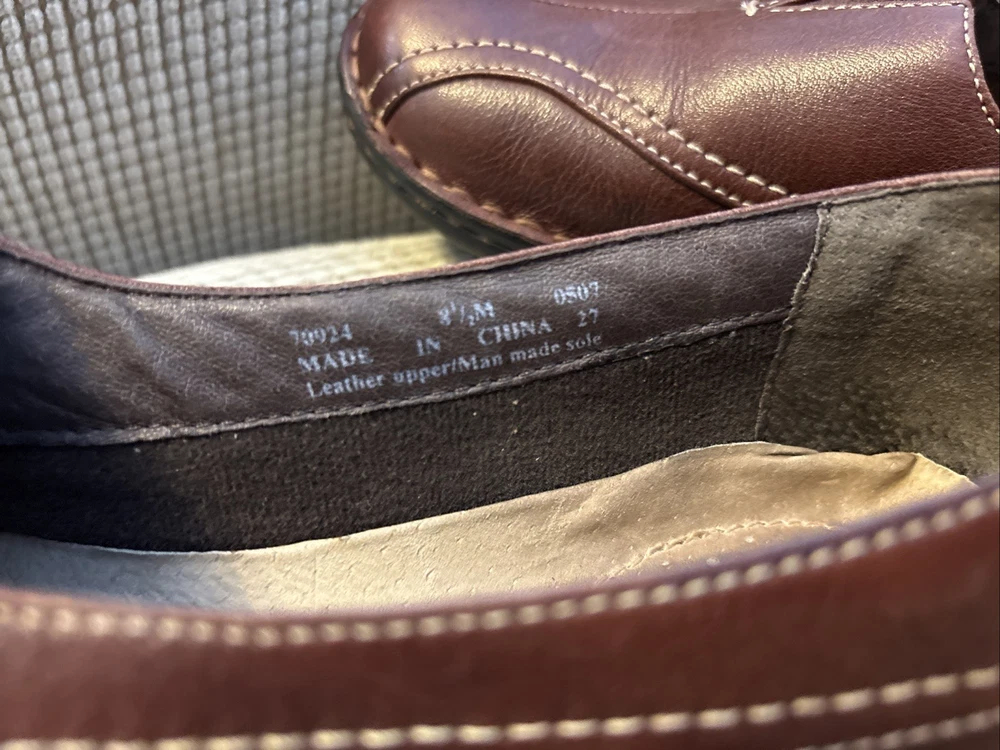 70924 8½M 0507
MADE IN CHINA 27
Leather upper/Man made sole